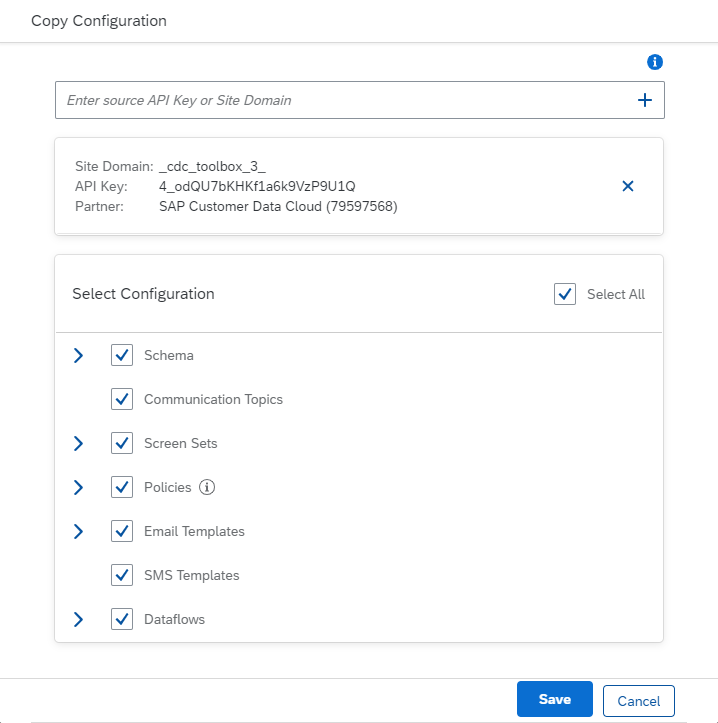 Copy Configuration
Enter source API Key or Site Domain
Site Domain: _cdc_toolbox_3_
API Key: 4_odQU7bKHKf1a6k9VzP9U1Q
Partner: SAP Customer Data Cloud (79597568)
Select Configuration
Select All
Schema
Communication Topics
Screen Sets
Policies
Email Templates
SMS Templates
Dataflows
Save
Cancel